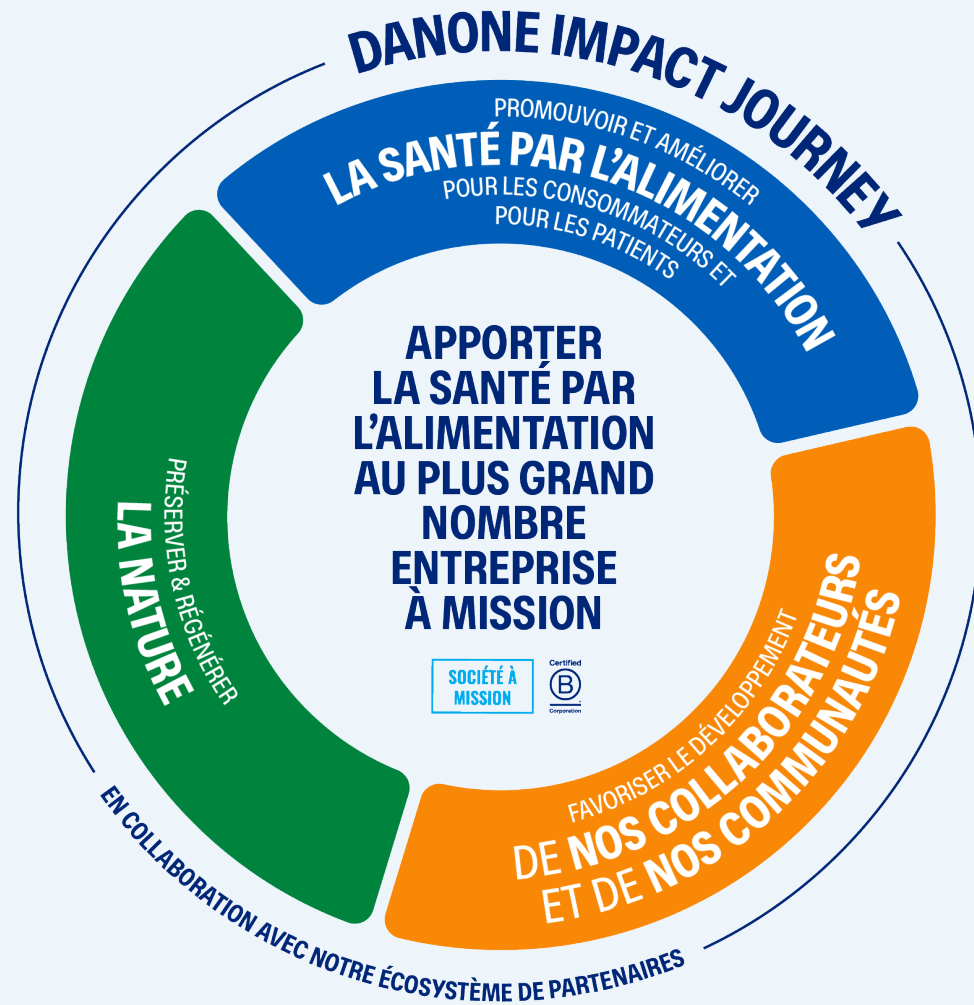 DANONE IMPACT JOURNEY
PROMOUVOIR ET AMÉLIORER
LA SANTÉ PAR L'ALIMENTATION
POUR LES CONSOMMATEURS ET
POUR LES PATIENTS
APPORTER
LA SANTÉ PAR
L'ALIMENTATION
AU PLUS GRAND
NOMBRE
ENTREPRISE
À MISSION
SOCIÉTÉ À
MISSION
Certified
B
Corporation
PRÉSERVER & RÉGÉNÉRER
LA NATURE
FAVORISER LE DÉVELOPPEMENT
DE NOS COLLABORATEURS
ET DE NOS COMMUNAUTÉS
EN COLLABORATION AVEC NOTRE ÉCOSYSTÈME DE PARTENAIRES